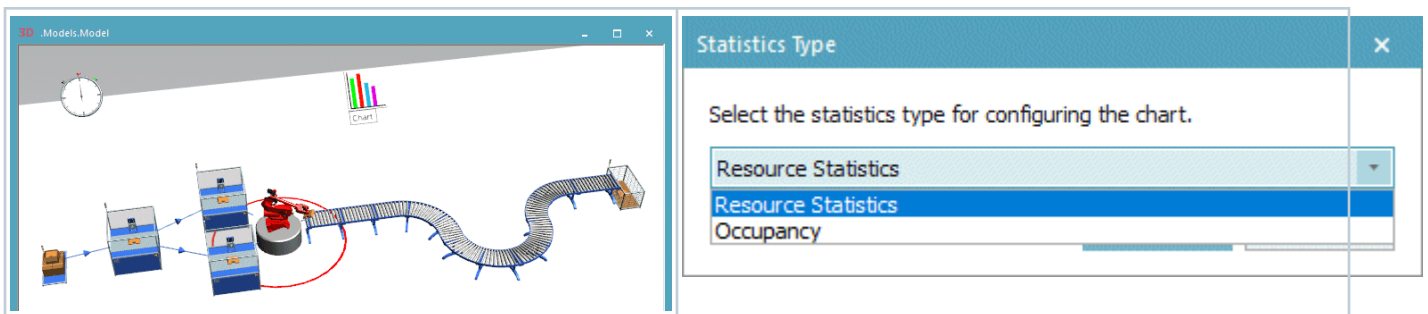 3D .Models.Model
Chart
Statistics Type
Select the statistics type for configuring the chart.
Resource Statistics
Resource Statistics
Occupancy